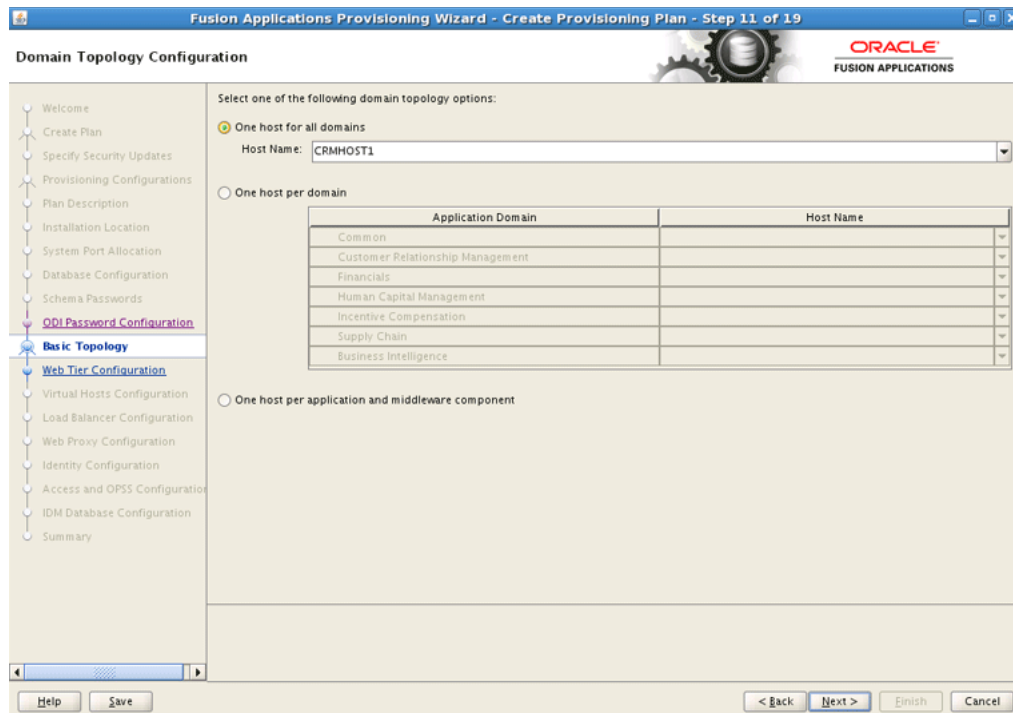 Fusion Applications Provisioning Wizard - Create Provisioning Plan - Step 11 of 19
Domain Topology Configuration
ORACLE
FUSION APPLICATIONS
Welcome
Create Plan
Specify Security Updates
Provisioning Configurations
Plan Description
Installation Location
System Port Allocation
Database Configuration
Schema Passwords
ODI Password Configuration
Basic Topology
Web Tier Configuration
Virtual Hosts Configuration
Load Balancer Configuration
Web Proxy Configuration
Identity Configuration
Access and OPSS Configuration
IDM Database Configuration
Summary
Select one of the following domain topology options:
One host for all domains
Host Name: CRMHOST1
One host per domain
Application Domain Host Name
Common
Customer Relationship Management
Financials
Human Capital Management
Incentive Compensation
Supply Chain
Business Intelligence
One host per application and middleware component
Help Save < Back Next > Finish Cancel